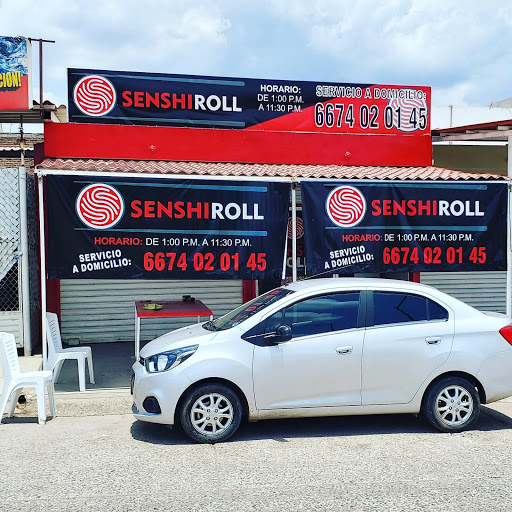 CION!
SENSHIROLL
HORARIO:
DE 1:00 P.M.
A 11:30 P.M.
SERVICIO A DOMICILIO:
6674 02 01 45
SENSHIROLL
HORARIO: DE 1:00 P.M. A 11:30 P.M.
SERVICIO
A DOMICILIO: 6674 02 01 45
SENSHIROLL
HORARIO: DE 1:00 P.M. A 11:30 P.M.
SERVICIO
A DOMICILIO: 6674 02 01 45